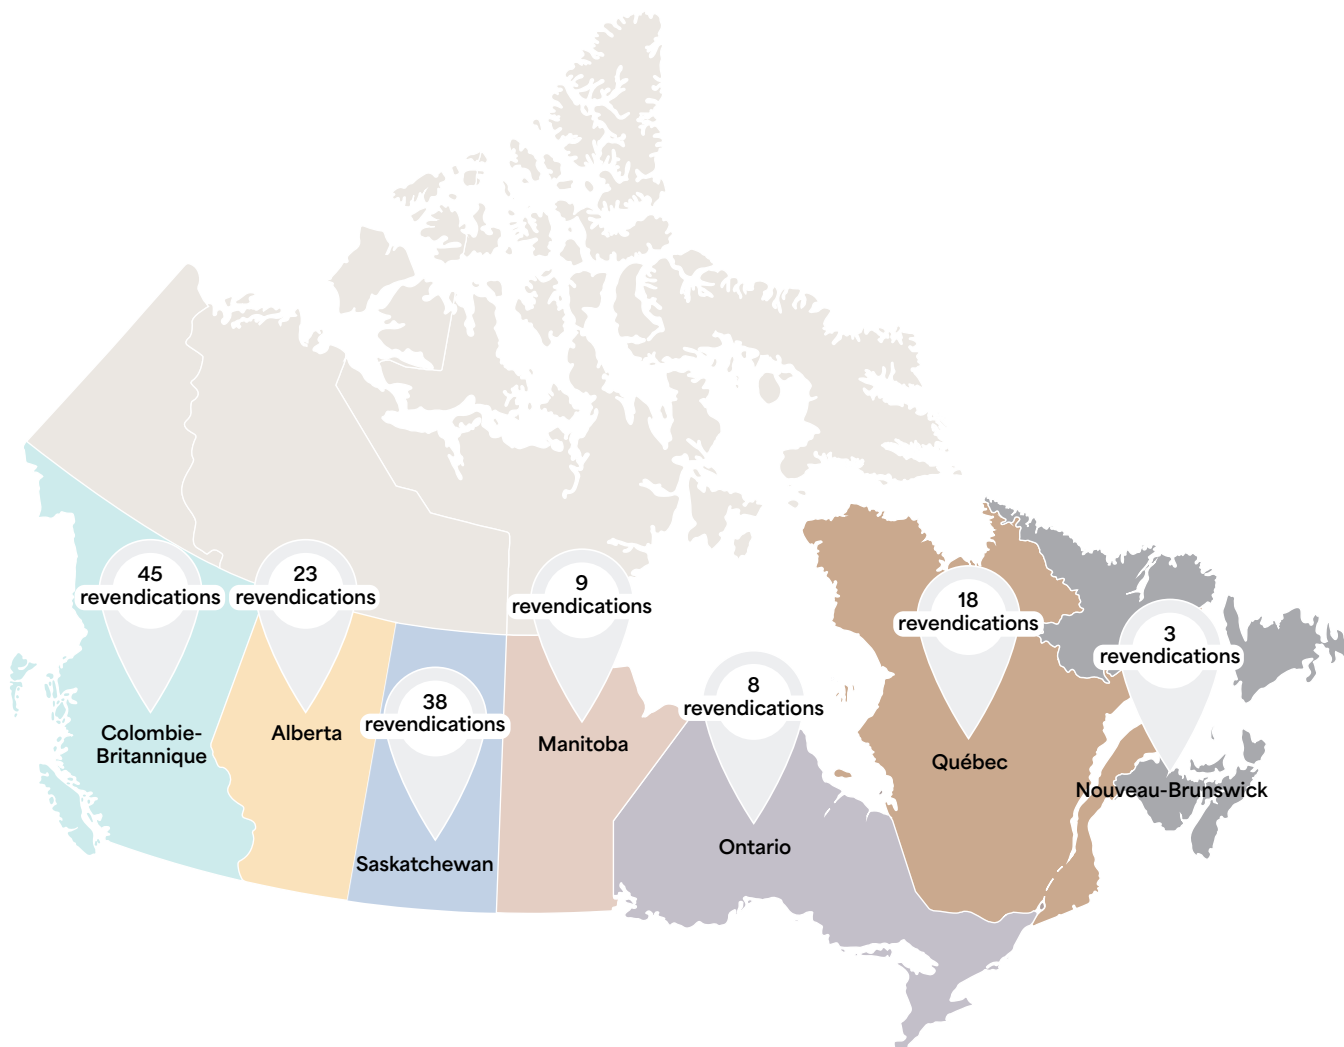 45
revendications
Colombie-
Britannique
23
revendications
Alberta
38
revendications
Saskatchewan
9
revendications
Manitoba
8
revendications
Ontario
18
revendications
Québec
3
revendications
Nouveau-Brunswick